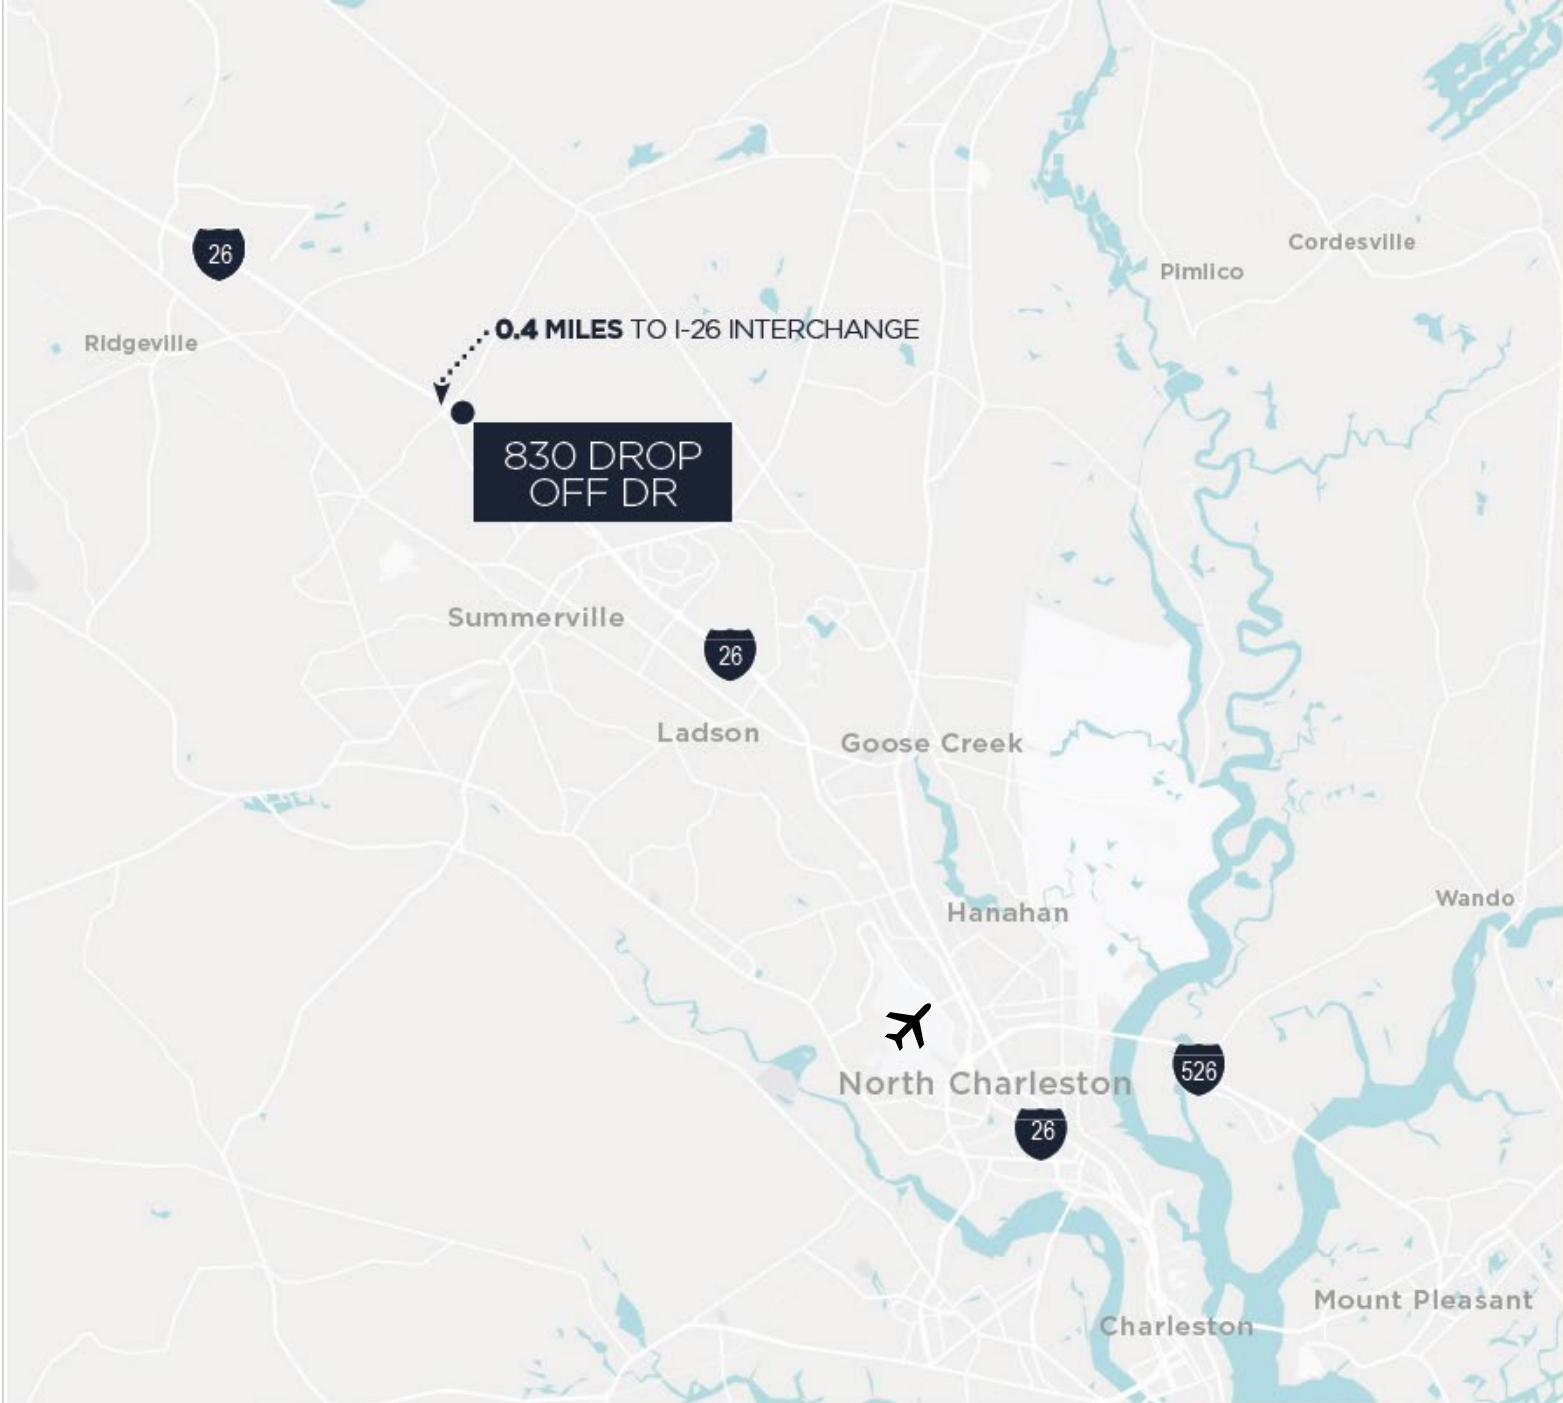 Cordesville
26
Pimlico
0.4 MILES TO I-26 INTERCHANGE
Ridgeville
830 DROP
OFF DR
Summerville
26
Ladson
Goose Creek
Wando
Hanahan
526
North Charleston
26
Mount Pleasant
Charleston